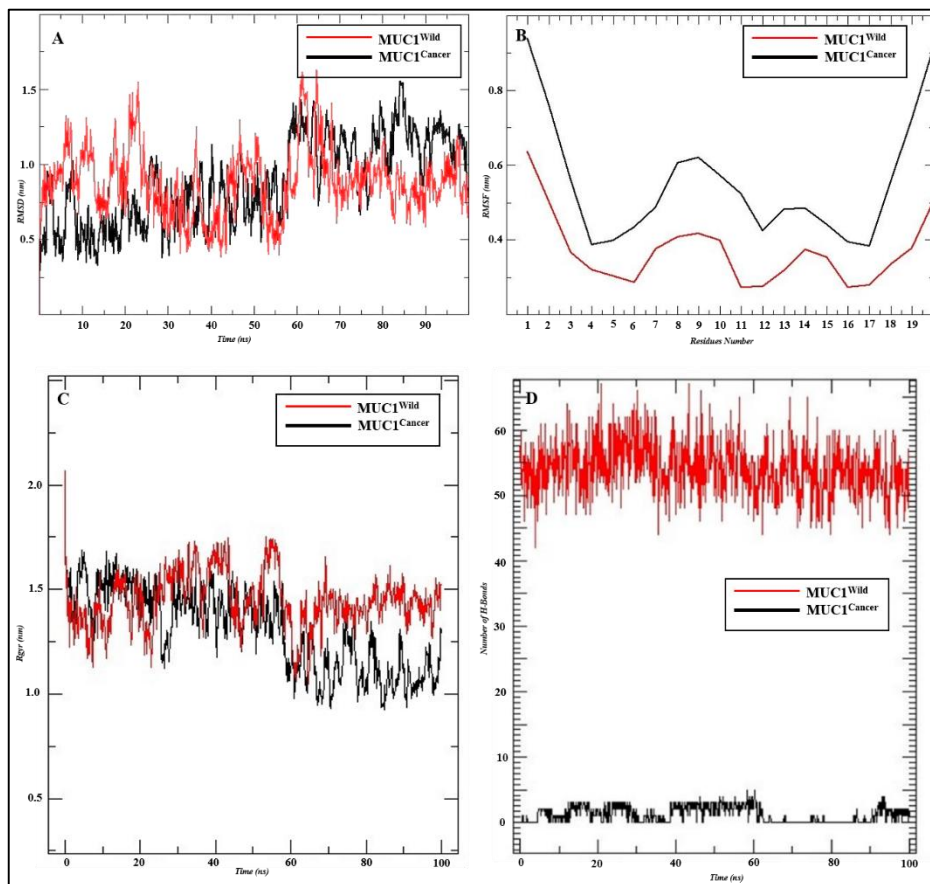 A
MUC1Wild
MUC1Cancer
1.5
1.0
0.5
RMSD (nm)
10 20 30 40 50 60 70 80 90
Time (ns)
B
MUC1Wild
MUC1Cancer
0.8
0.6
0.4
RMSF (nm)
1 2 3 4 5 6 7 8 9 10 11 12 13 14 15 16 17 18 19
Residues Number
C
MUC1Wild
MUC1Cancer
2.0
1.5
1.0
0.5
Rgyr (nm)
0 20 40 60 80 100
Time (ns)
D
60
50
40
30
20
10
0
Number of H-Bonds
MUC1Wild
MUC1Cancer
0 20 40 60 80 100
Time (ns)